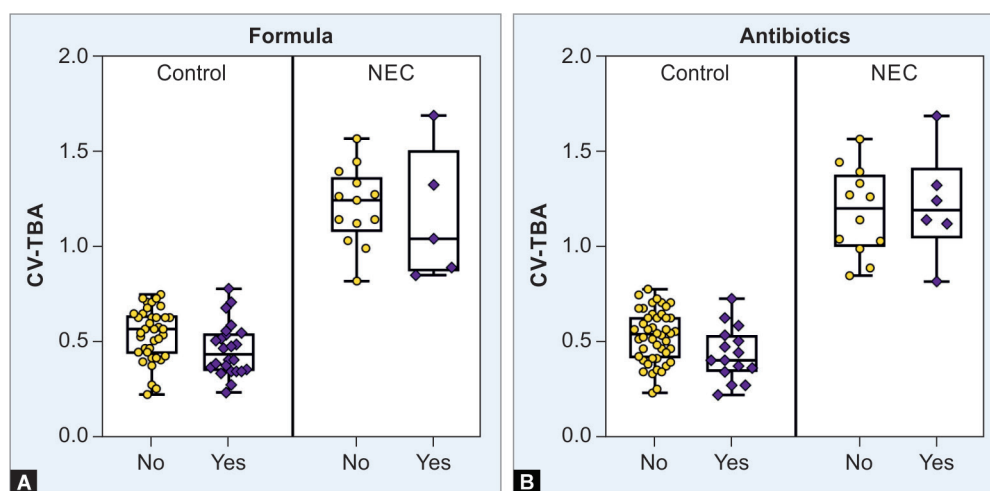 Formula
Control
NEC
CV-TBA
2.0
1.5
1.0
0.5
0.0
No
Yes
No
Yes
A
Antibiotics
Control
NEC
CV-TBA
2.0
1.5
1.0
0.5
0.0
No
Yes
No
Yes
B